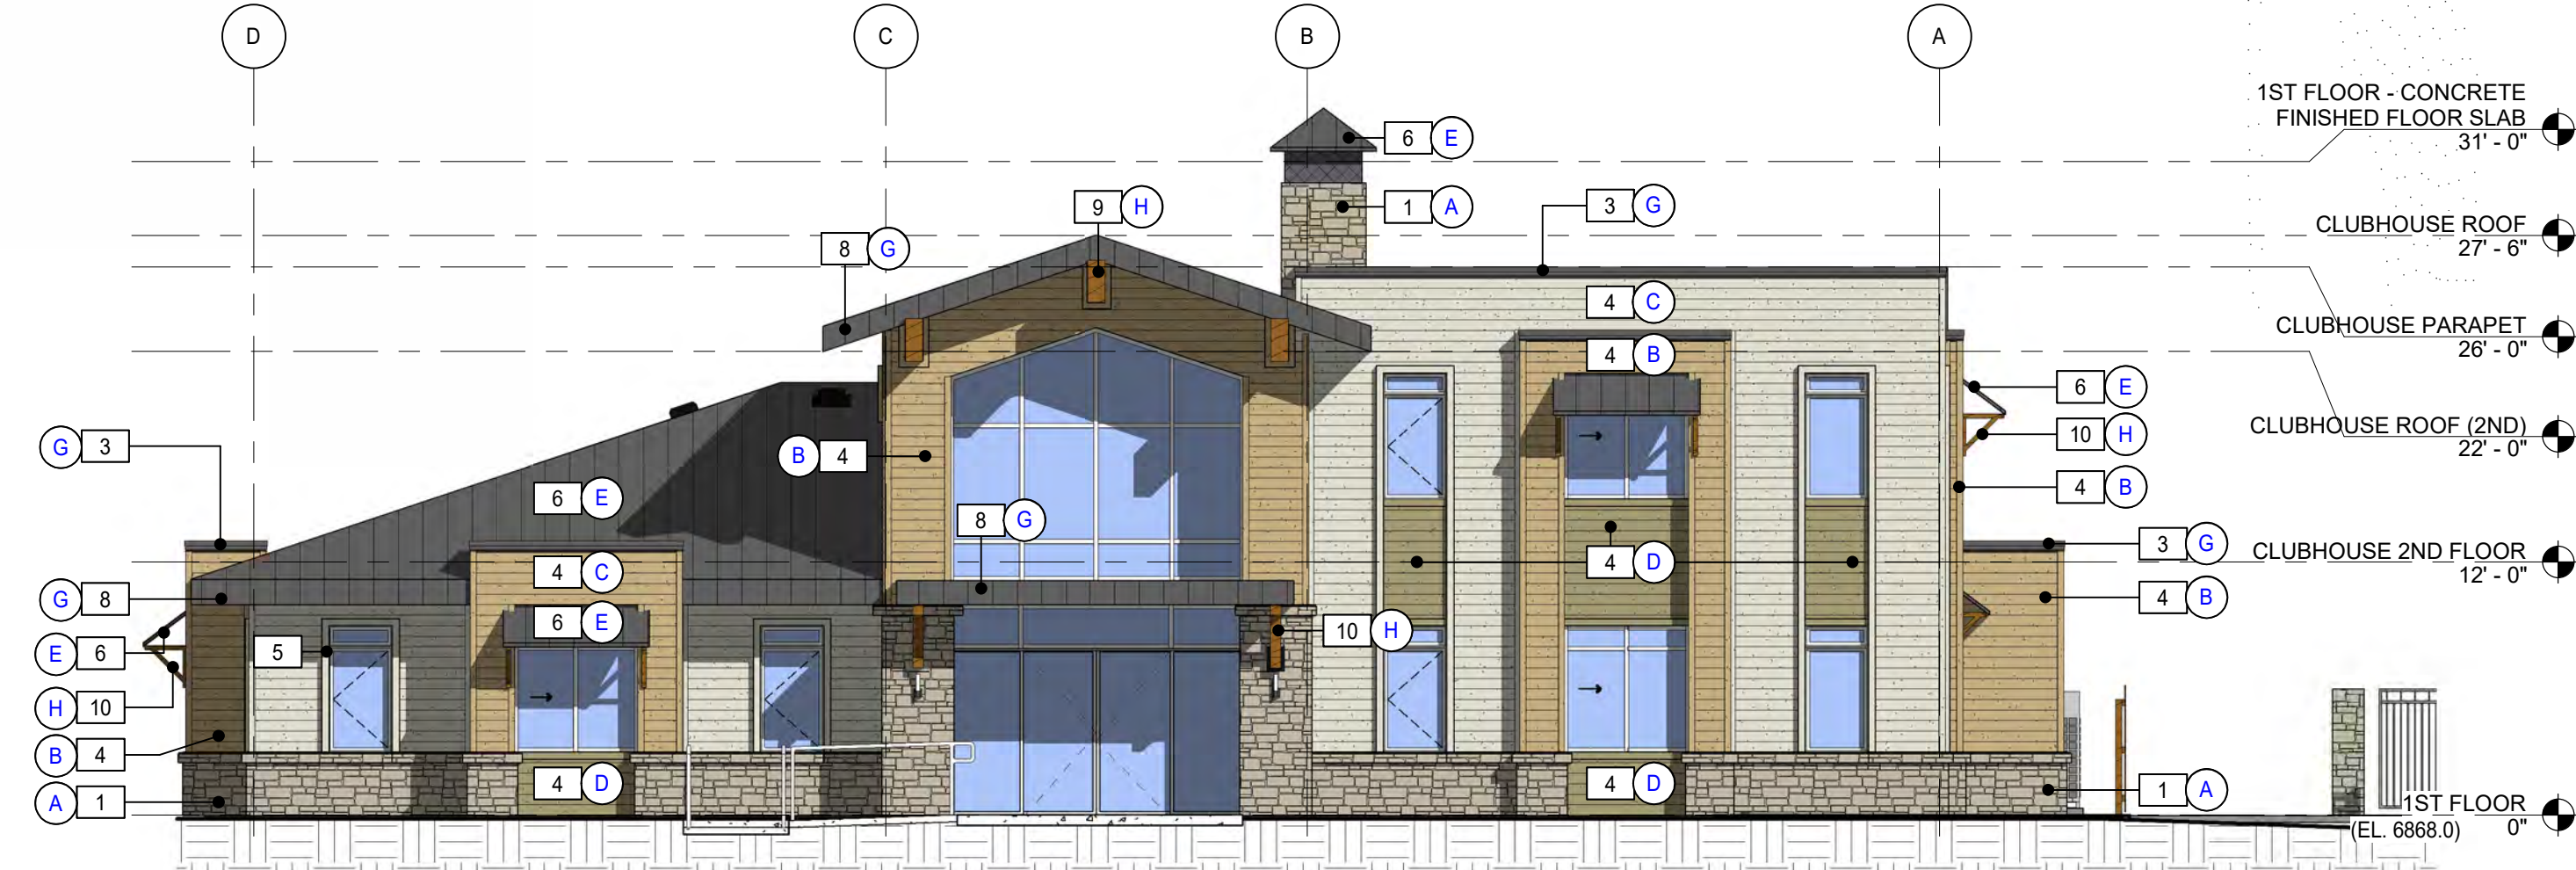 D
C
B
A
1ST FLOOR - CONCRETE
FINISHED FLOOR SLAB
31' - 0"
6 E
1 A
3 G
9 H
8 G
CLUBHOUSE ROOF
27' - 6"
4 C
CLUBHOUSE PARAPET
26' - 0"
4 B
6 E
CLUBHOUSE ROOF (2ND)
22' - 0"
10 H
G 3
B 4
4 B
6 E
8 G
3 G
CLUBHOUSE 2ND FLOOR
12' - 0"
4 C
4 D
G 8
4 B
6 E
10 H
E 6
5
H 10
B 4
4 D
4 D
A 1
1 A
1ST FLOOR
(EL. 6868.0) 0"